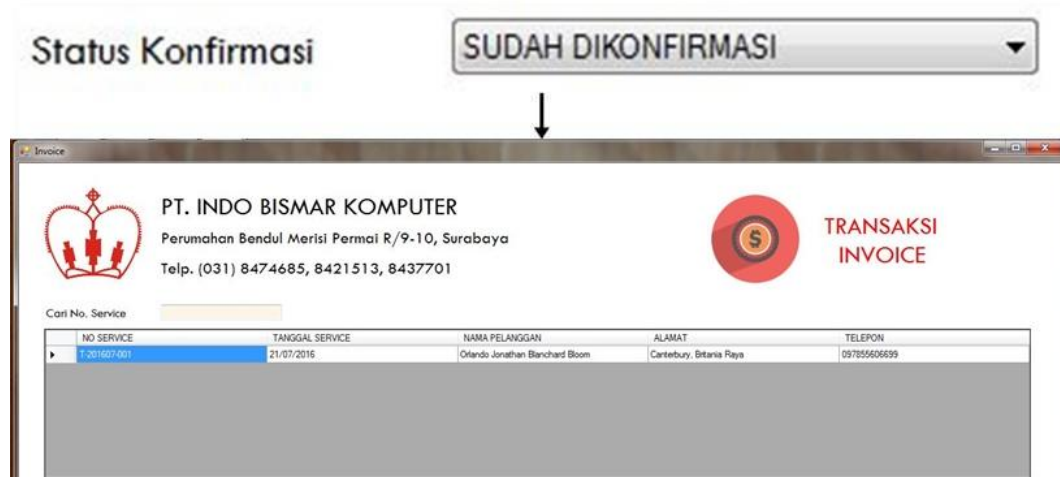 Status Konfirmasi SUDAH DIKONFIRMASI
Invoice
PT. INDO BISMAR KOMPUTER
Perumahan Bendul Merisi Permai R/9-10, Surabaya
Telp. (031) 8474685, 8421513, 8437701
$
TRANSAKSI
INVOICE
Cari No. Service
NO SERVICE TANGGAL SERVICE NAMA PELANGGAN ALAMAT TELEPON
T-201607-001 21/07/2016 Orlando Jonathan Blanchard Bloom Canterbury, Britania Raya 097855606699